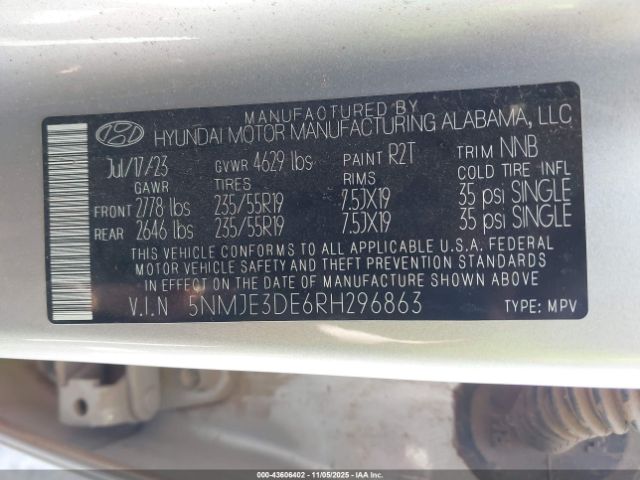 MANUFACTURED BY
HYUNDAI MOTOR MANUFACTURING ALABAMA, LLC
Jul/17/23 GVWR 4629 lbs PAINT R2T TRIM NNB
GAWR TIRES COLD TIRE INFL
FRONT 2778 lbs 235/55R19 7.5JX19 35 psi SINGLE
REAR 2646 lbs 235/55R19 7.5JX19 35 psi SINGLE
THIS VEHICLE CONFORMS TO ALL APPLICABLE U.S.A. FEDERAL
MOTOR VEHICLE SAFETY AND THEFT PREVENTION STANDARDS
IN EFFECT ON THE DATE OF MANUFACTURE SHOWN ABOVE.
V.I.N 5NMJE3DE6RH296863 TYPE: MPV
000-43606402 - 11/05/2025 - IAAI.COM